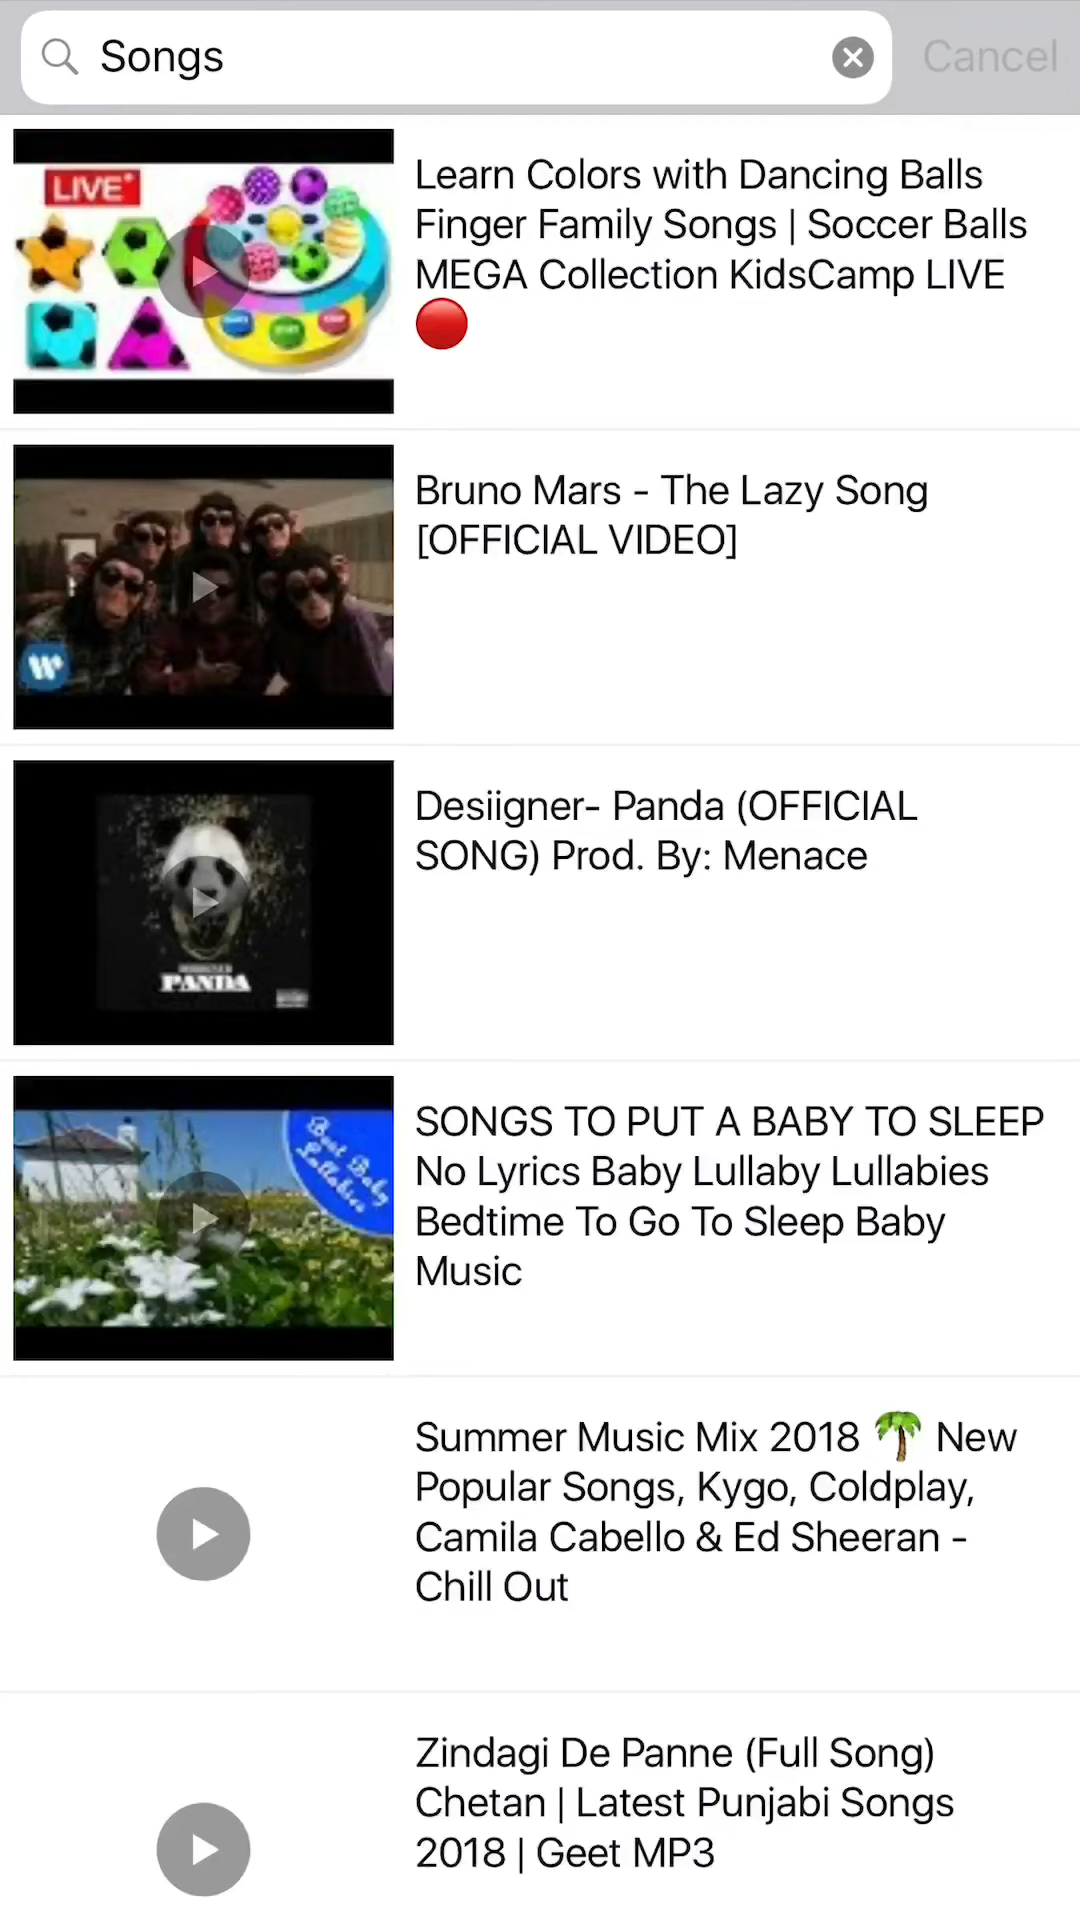 Songs
Cancel
LIVE
Learn Colors with Dancing Balls
Finger Family Songs | Soccer Balls
MEGA Collection KidsCamp LIVE
🔴
Bruno Mars - The Lazy Song
[OFFICIAL VIDEO]
PANDA
Desiigner- Panda (OFFICIAL
SONG) Prod. By: Menace
Best Baby
Lullabies
SONGS TO PUT A BABY TO SLEEP
No Lyrics Baby Lullaby Lullabies
Bedtime To Go To Sleep Baby
Music
Summer Music Mix 2018 🌴 New
Popular Songs, Kygo, Coldplay,
Camila Cabello & Ed Sheeran -
Chill Out
Zindagi De Panne (Full Song)
Chetan | Latest Punjabi Songs
2018 | Geet MP3